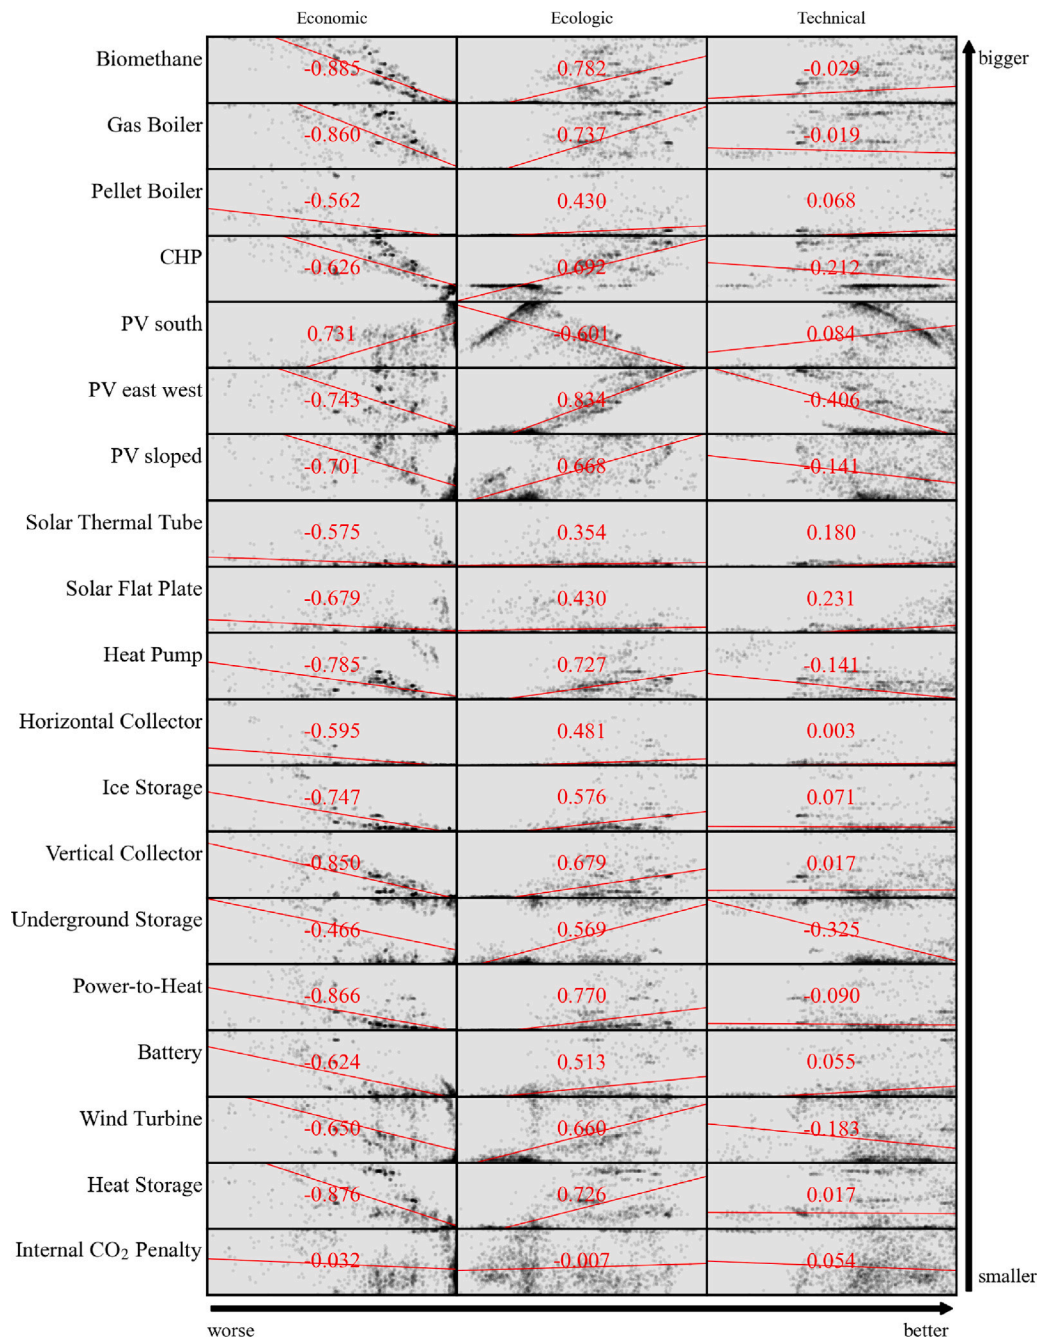 Economic Ecologic Technical
Biomethane -0.885 0.782 -0.029 bigger
Gas Boiler -0.860 0.737 -0.019
Pellet Boiler -0.562 0.430 0.068
CHP -0.626 0.692 -0.212
PV south 0.731 -0.601 0.084
PV east west -0.743 0.834 -0.406
PV sloped -0.701 0.668 -0.141
Solar Thermal Tube -0.575 0.354 0.180
Solar Flat Plate -0.679 0.430 0.231
Heat Pump -0.785 0.727 -0.141
Horizontal Collector -0.595 0.481 0.003
Ice Storage -0.747 0.576 0.071
Vertical Collector -0.850 0.679 0.017
Underground Storage -0.466 0.569 -0.325
Power-to-Heat -0.866 0.770 -0.090
Battery -0.624 0.513 0.055
Wind Turbine -0.650 0.660 -0.183
Heat Storage -0.876 0.726 0.017
Internal CO₂ Penalty -0.032 -0.007 -0.054 smaller
worse better